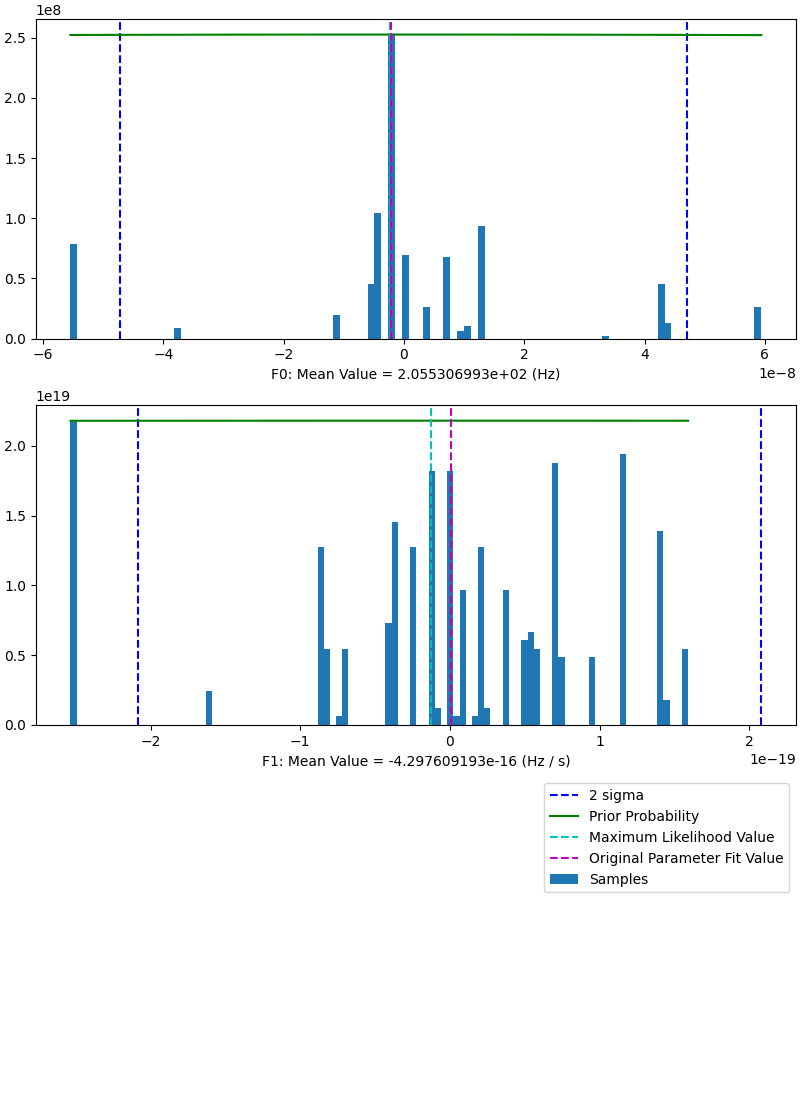 1e8
2.5
2.0
1.5
1.0
0.5
0.0
−6 −4 −2 0 2 4 6
1e−8
F0: Mean Value = 2.055306993e+02 (Hz)
1e19
2.0
1.5
1.0
0.5
0.0
−2 −1 0 1 2
1e−19
F1: Mean Value = -4.297609193e-16 (Hz / s)
2 sigma
Prior Probability
Maximum Likelihood Value
Original Parameter Fit Value
Samples